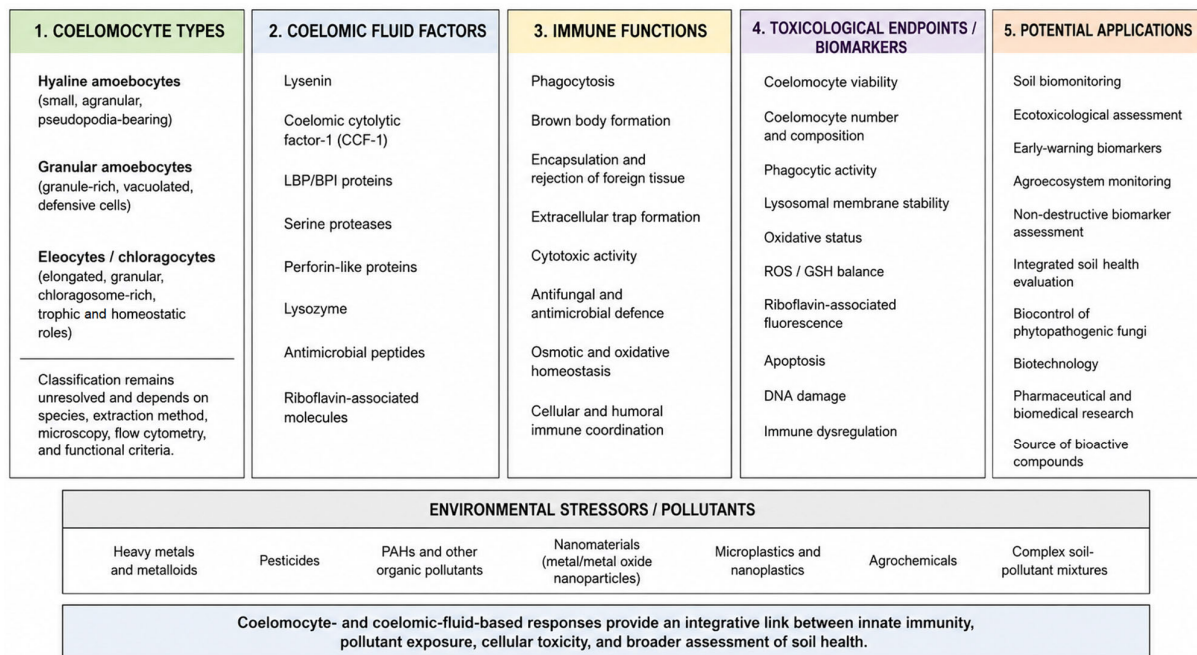 1. COELOMOCYTE TYPES
Hyaline amoebocytes
(small, agranular,
pseudopodia-bearing)
Granular amoebocytes
(granule-rich, vacuolated,
defensive cells)
Eleocytes / chloragocytes
(elongated, granular,
chloragosome-rich,
trophic and homeostatic
roles)
Classification remains
unresolved and depends on
species, extraction method,
microscopy, flow cytometry,
and functional criteria.
2. COELOMIC FLUID FACTORS
Lysenin
Coelomic cytolytic
factor-1 (CCF-1)
LBP/BPI proteins
Serine proteases
Perforin-like proteins
Lysozyme
Antimicrobial peptides
Riboflavin-associated
molecules
3. IMMUNE FUNCTIONS
Phagocytosis
Brown body formation
Encapsulation and
rejection of foreign tissue
Extracellular trap formation
Cytotoxic activity
Antifungal and
antimicrobial defence
Osmotic and oxidative
homeostasis
Cellular and humoral
immune coordination
4. TOXICOLOGICAL ENDPOINTS /
BIOMARKERS
Coelomocyte viability
Coelomocyte number
and composition
Phagocytic activity
Lysosomal membrane stability
Oxidative status
ROS / GSH balance
Riboflavin-associated
fluorescence
Apoptosis
DNA damage
Immune dysregulation
5. POTENTIAL APPLICATIONS
Soil biomonitoring
Ecotoxicological assessment
Early-warning biomarkers
Agroecosystem monitoring
Non-destructive biomarker
assessment
Integrated soil health
evaluation
Biocontrol of
phytopathogenic fungi
Biotechnology
Pharmaceutical and
biomedical research
Source of bioactive
compounds
ENVIRONMENTAL STRESSORS / POLLUTANTS
Heavy metals
and metalloids
Pesticides
PAHs and other
organic pollutants
Nanomaterials
(metal/metal oxide
nanoparticles)
Microplastics and
nanoplastics
Agrochemicals
Complex soil-
pollutant mixtures
Coelomocyte- and coelomic-fluid-based responses provide an integrative link between innate immunity,
pollutant exposure, cellular toxicity, and broader assessment of soil health.